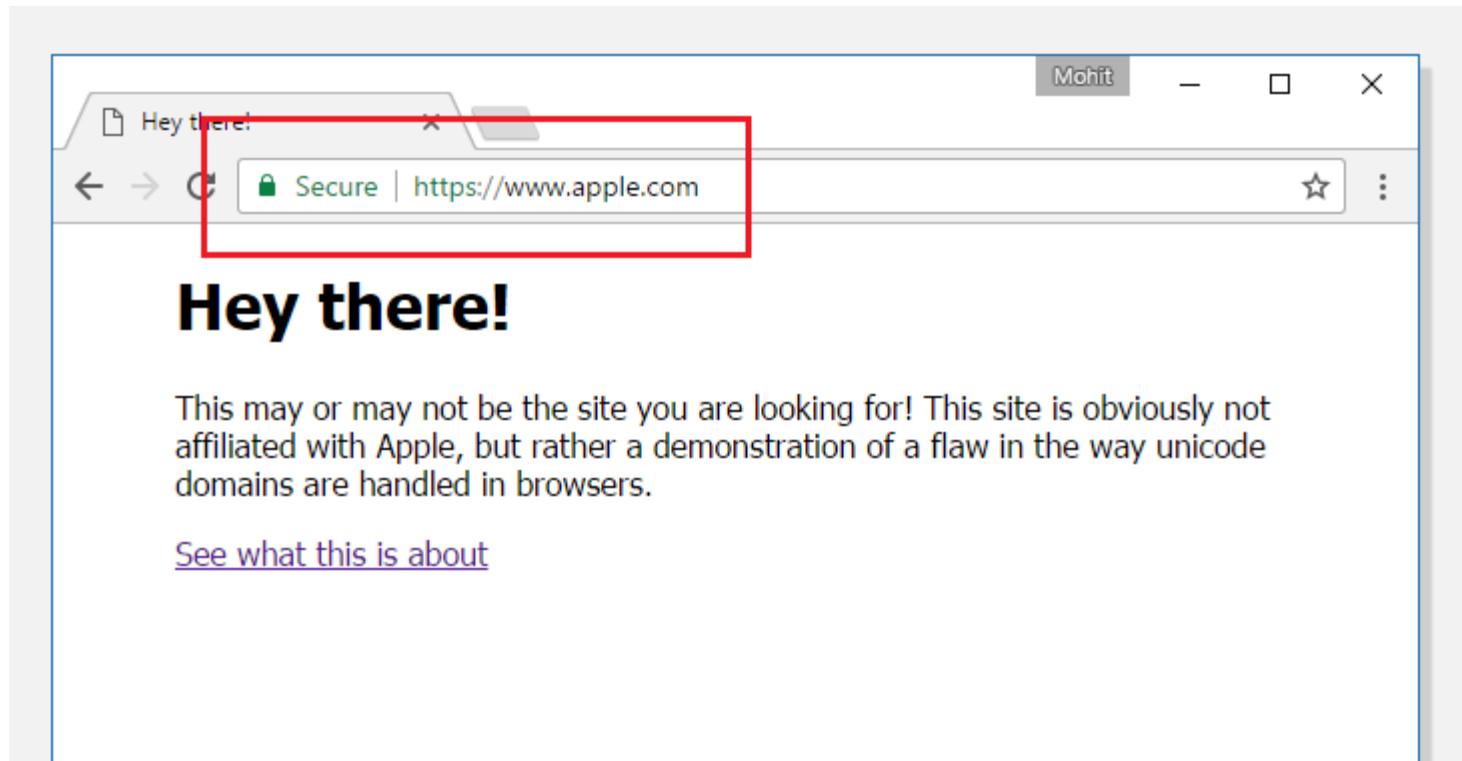 Mohit
Hey there!
Secure
https://www.apple.com
Hey there!
This may or may not be the site you are looking for! This site is obviously not
affiliated with Apple, but rather a demonstration of a flaw in the way unicode
domains are handled in browsers.
See what this is about